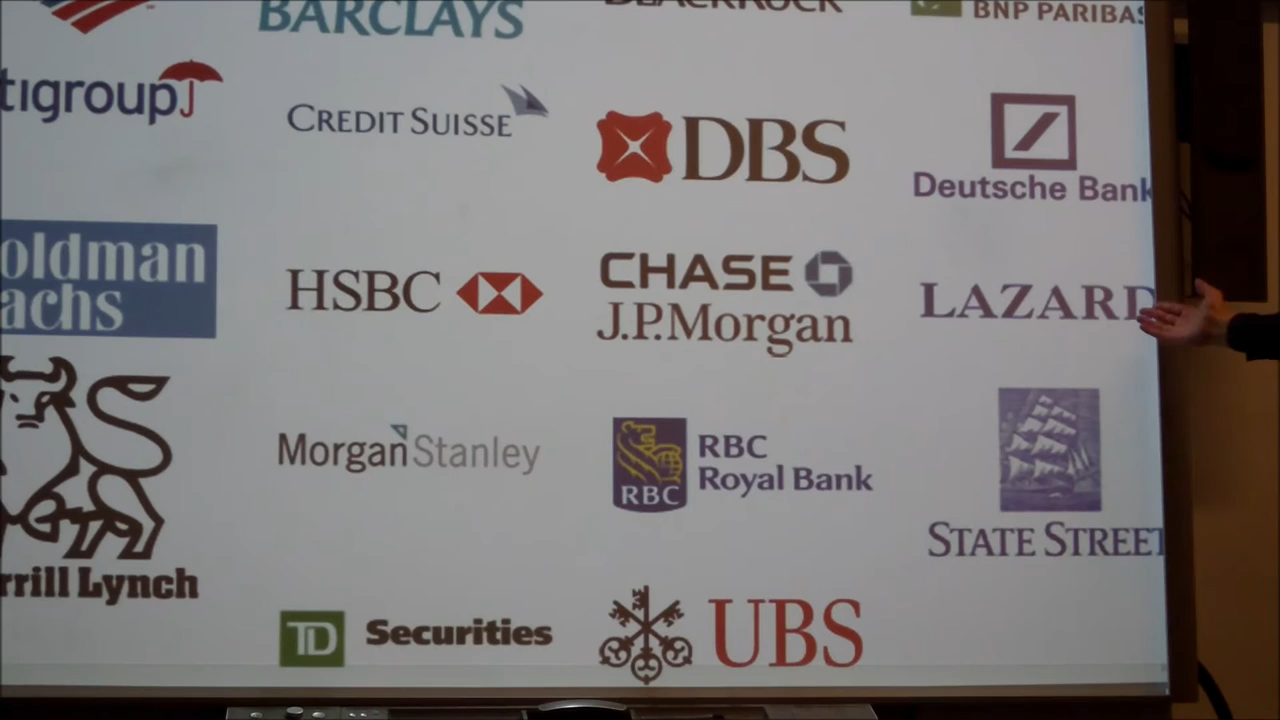 BARCLAYS
BLACKROCK
BNP PARIBAS
tigroup
CREDIT SUISSE
DBS
Deutsche Bank
oldman
achs
HSBC
CHASE
J.P.Morgan
LAZARD
Morgan Stanley
RBC
RBC
Royal Bank
STATE STREET
rrill Lynch
TD Securities
UBS